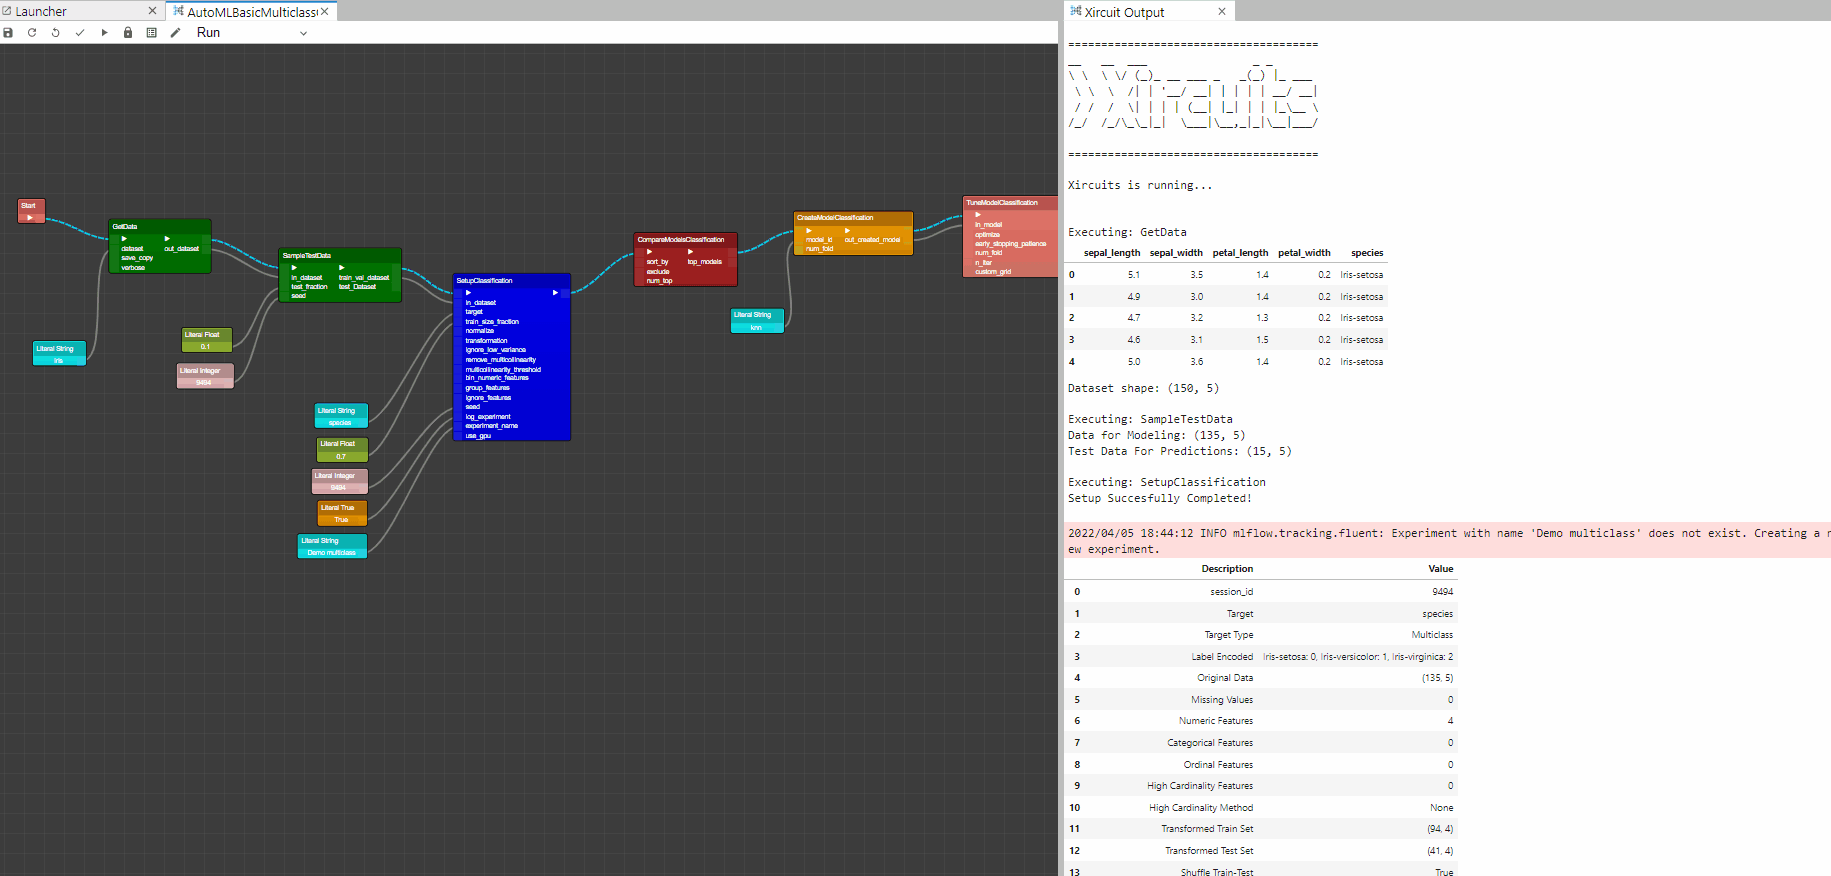 Launcher
AutoMLBasicMulticlass
Run
Start
GetData
dataset out_dataset
save_copy
verbose
SampleTestData
in_dataset train_val_dataset
test_fraction test_Dataset
seed
Literal String
iris
Literal Float
0.1
Literal Integer
9494
SetupClassification
in_dataset
target
train_size_fraction
normalize
transformation
ignore_low_variance
remove_multicollinearity
multicollinearity_threshold
bin_numeric_features
group_features
ignore_features
seed
log_experiment
experiment_name
use_gpu
Literal String
species
Literal Float
0.7
Literal Integer
9494
Literal True
True
Literal String
Demo multiclass
CompareModelsClassification
sort_by top_models
exclude
num_top
Literal String
knn
CreateModelClassification
model_id out_created_model
num_fold
TuneModelClassification
in_model
optimize
early_stopping_patience
num_fold
n_iter
custom_grid
Xircuit Output
======================================
Xircuits
======================================
Xircuits is running...
Executing: GetData
sepal_length sepal_width petal_length petal_width species
0 5.1 3.5 1.4 0.2 Iris-setosa
1 4.9 3.0 1.4 0.2 Iris-setosa
2 4.7 3.2 1.3 0.2 Iris-setosa
3 4.6 3.1 1.5 0.2 Iris-setosa
4 5.0 3.6 1.4 0.2 Iris-setosa
Dataset shape: (150, 5)
Executing: SampleTestData
Data for Modeling: (135, 5)
Test Data For Predictions: (15, 5)
Executing: SetupClassification
Setup Succesfully Completed!
2022/04/05 18:44:12 INFO mlflow.tracking.fluent: Experiment with name 'Demo multiclass' does not exist. Creating a n
ew experiment.
Description Value
0 session_id 9494
1 Target species
2 Target Type Multiclass
3 Label Encoded Iris-setosa: 0, Iris-versicolor: 1, Iris-virginica: 2
4 Original Data (135, 5)
5 Missing Values 0
6 Numeric Features 4
7 Categorical Features 0
8 Ordinal Features 0
9 High Cardinality Features 0
10 High Cardinality Method None
11 Transformed Train Set (94, 4)
12 Transformed Test Set (41, 4)
13 Shuffle Train-Test True